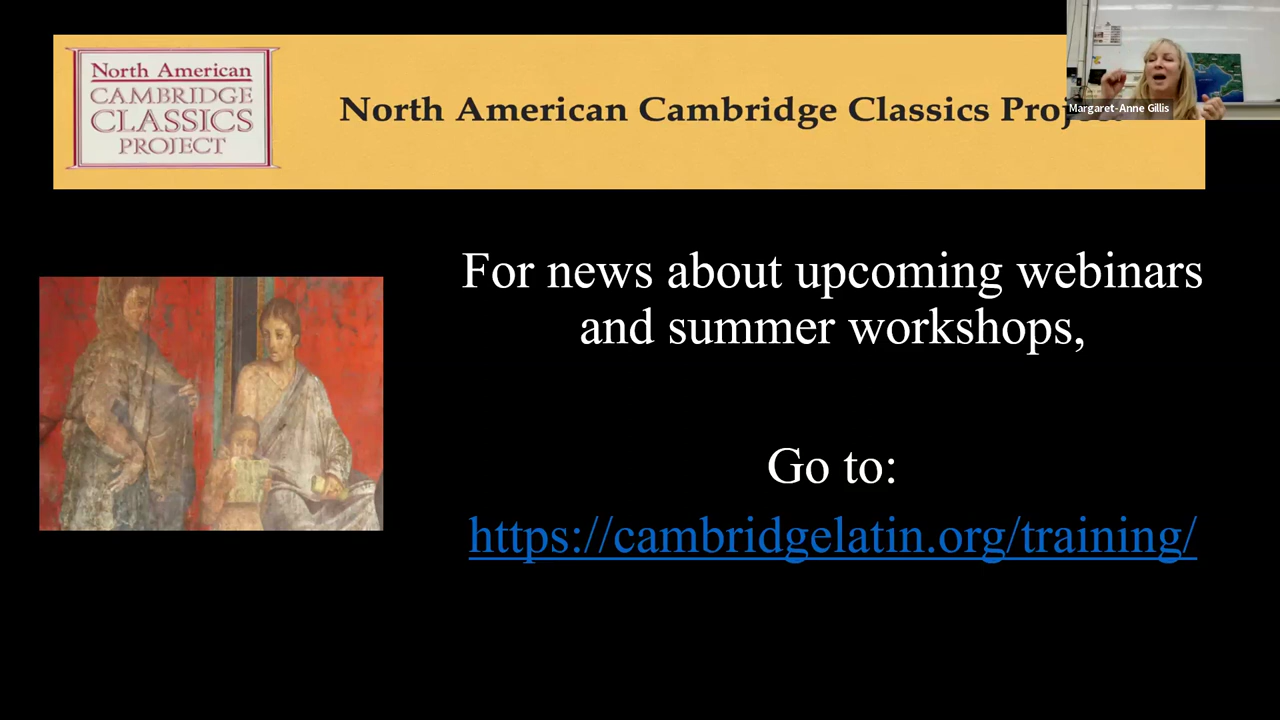 North American
CAMBRIDGE
CLASSICS
PROJECT
North American Cambridge Classics
Margaret-Anne Gillis
For news about upcoming webinars
and summer workshops,
Go to:
https://cambridgelatin.org/training/